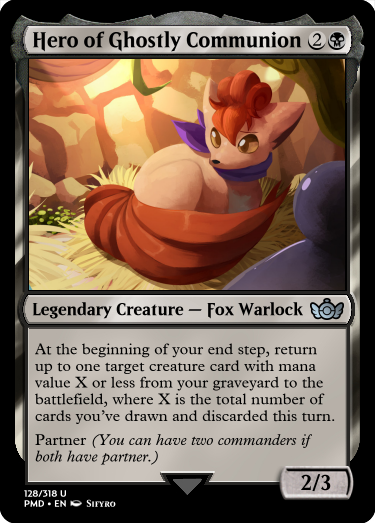 Hero of Ghostly Communion 2
Legendary Creature — Fox Warlock
At the beginning of your end step, return
up to one target creature card with mana
value X or less from your graveyard to the
battlefield, where X is the total number of
cards you've drawn and discarded this turn.
Partner (You can have two commanders if
both have partner.)
2/3
128/318 U
PMD • EN Sifyro